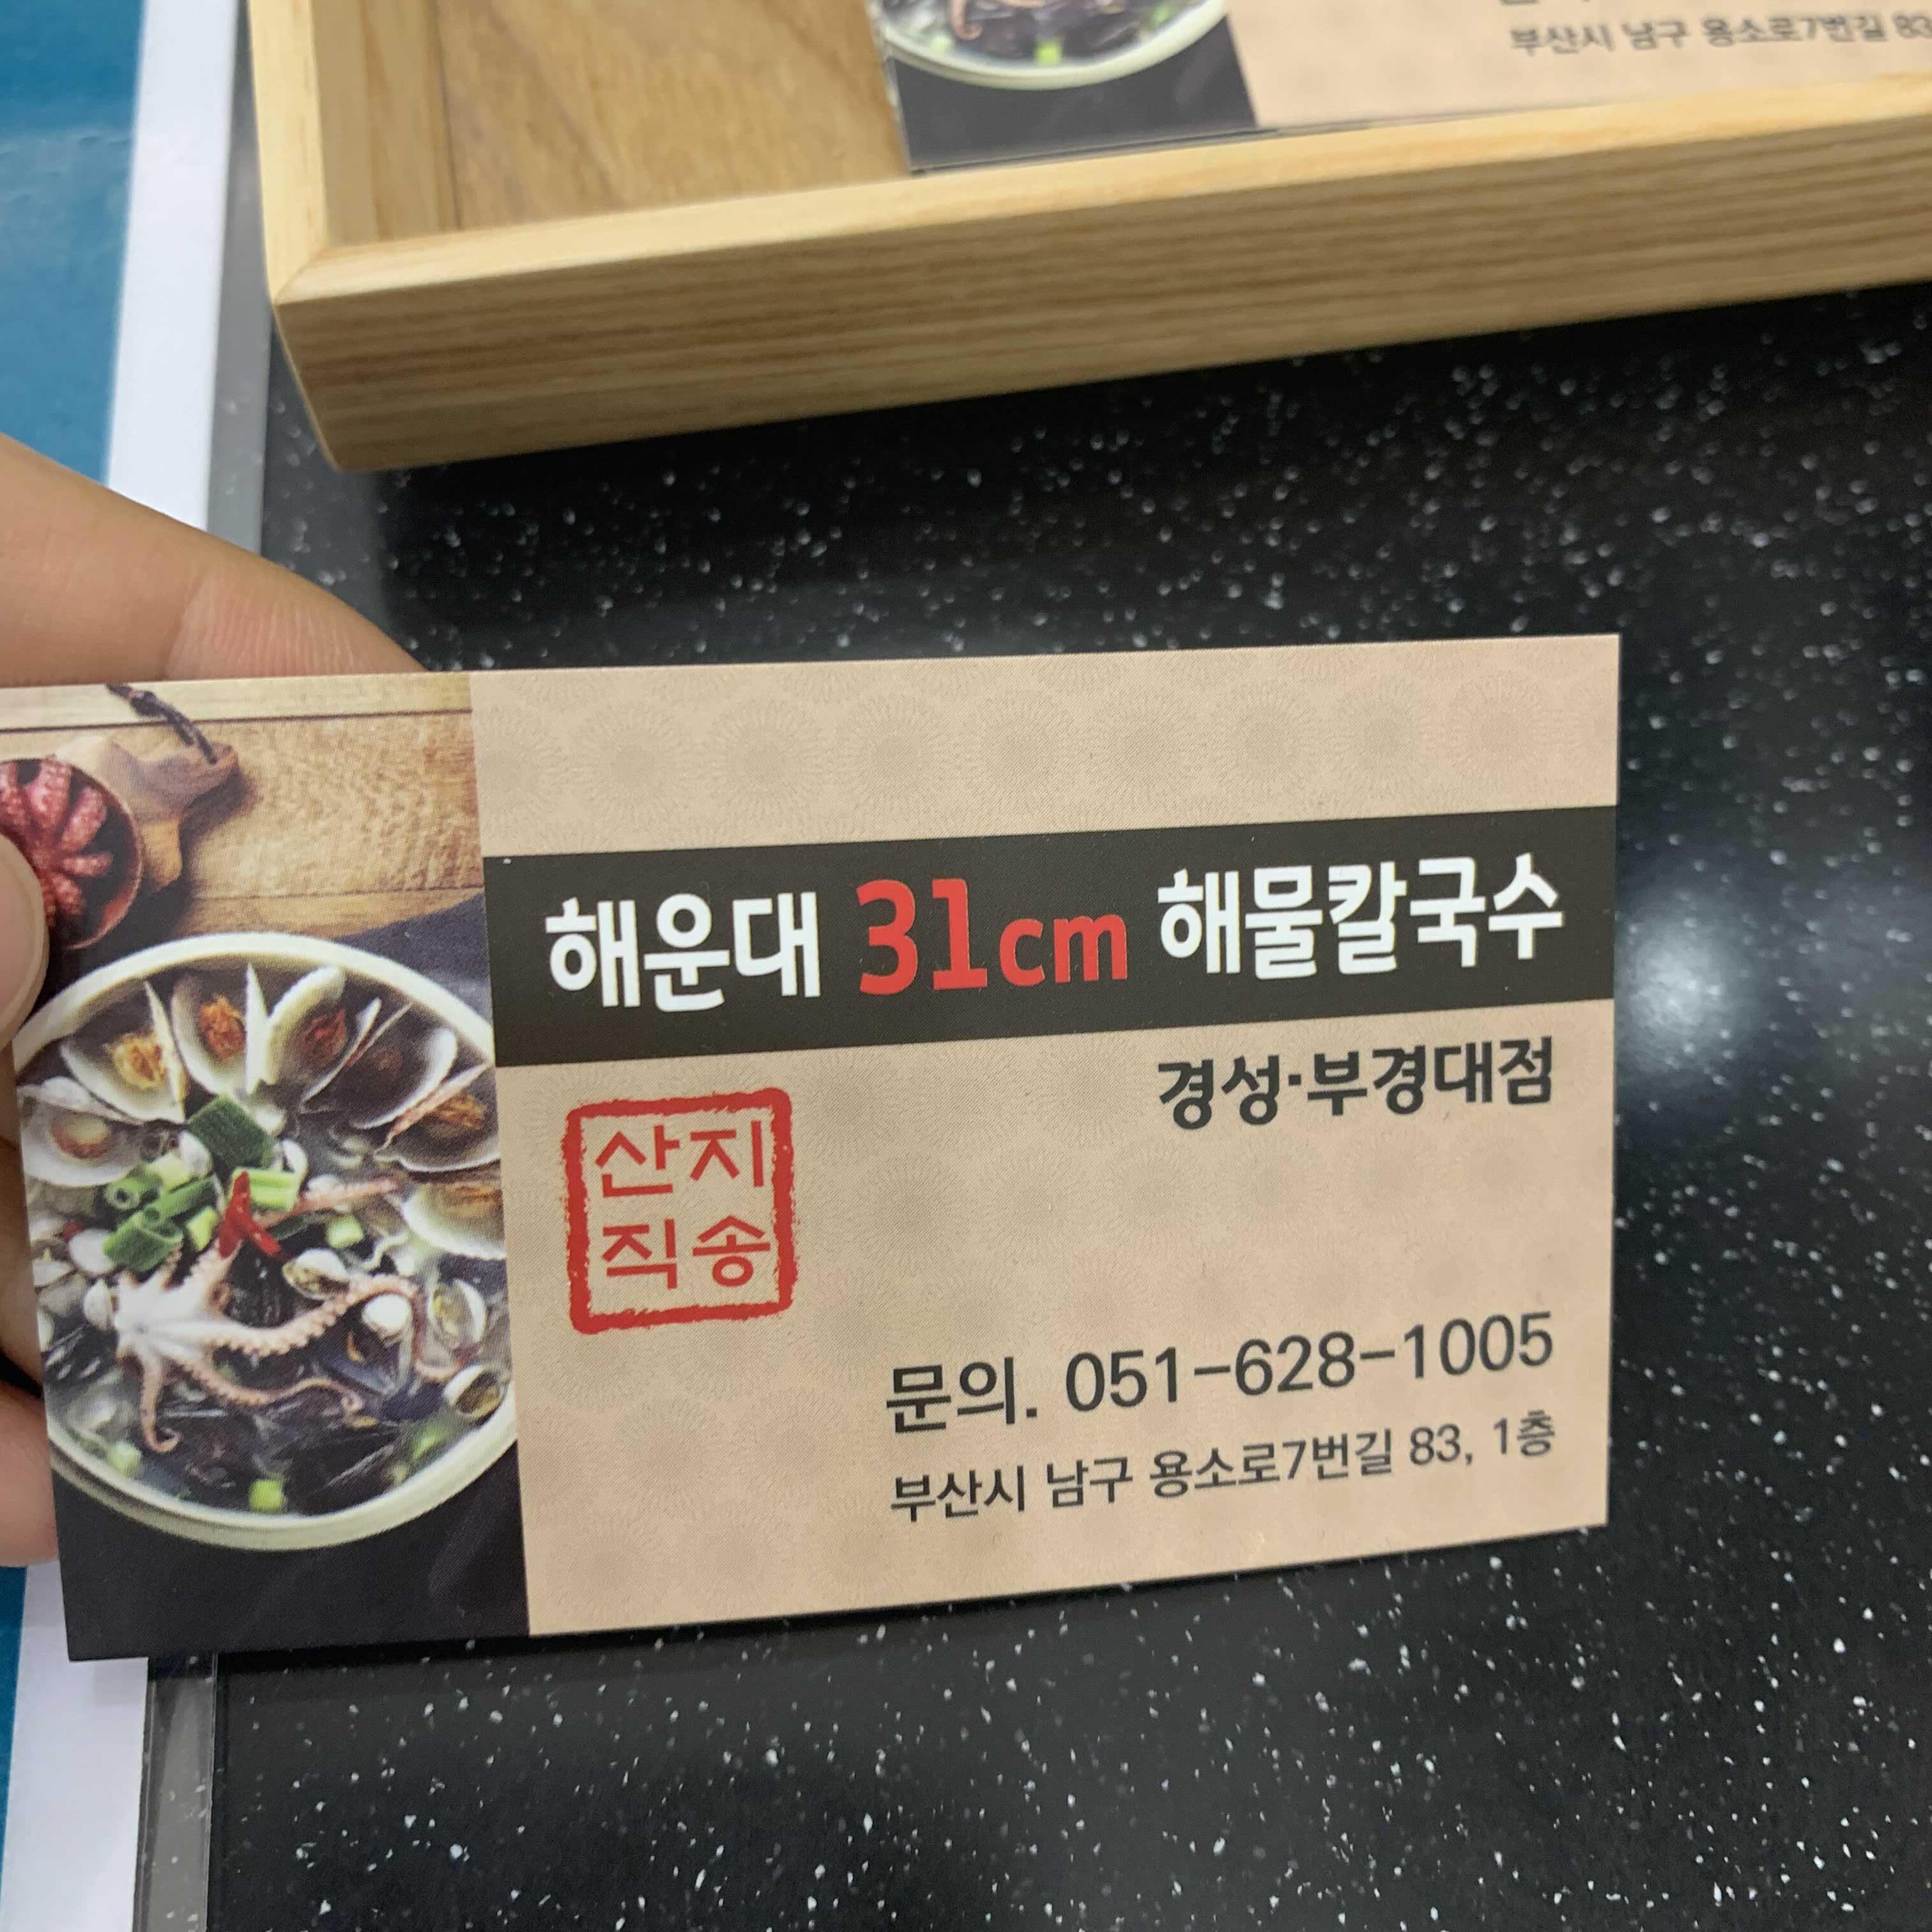 부산시 남구 용소로7번길 83
해운대 31cm 해물칼국수
경성·부경대점
산지
직송
문의. 051-628-1005
부산시 남구 용소로7번길 83, 1층